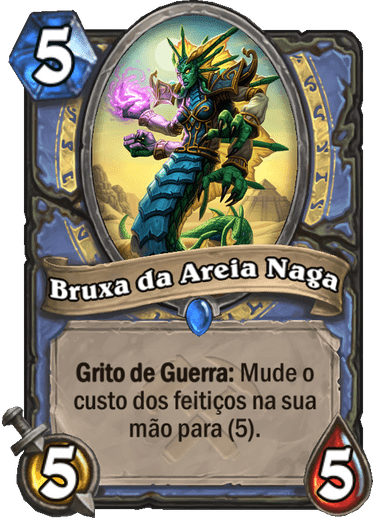 5
Bruxa da Areia Naga
Grito de Guerra: Mude o
custo dos feitiços na sua
mão para (5).
5
5